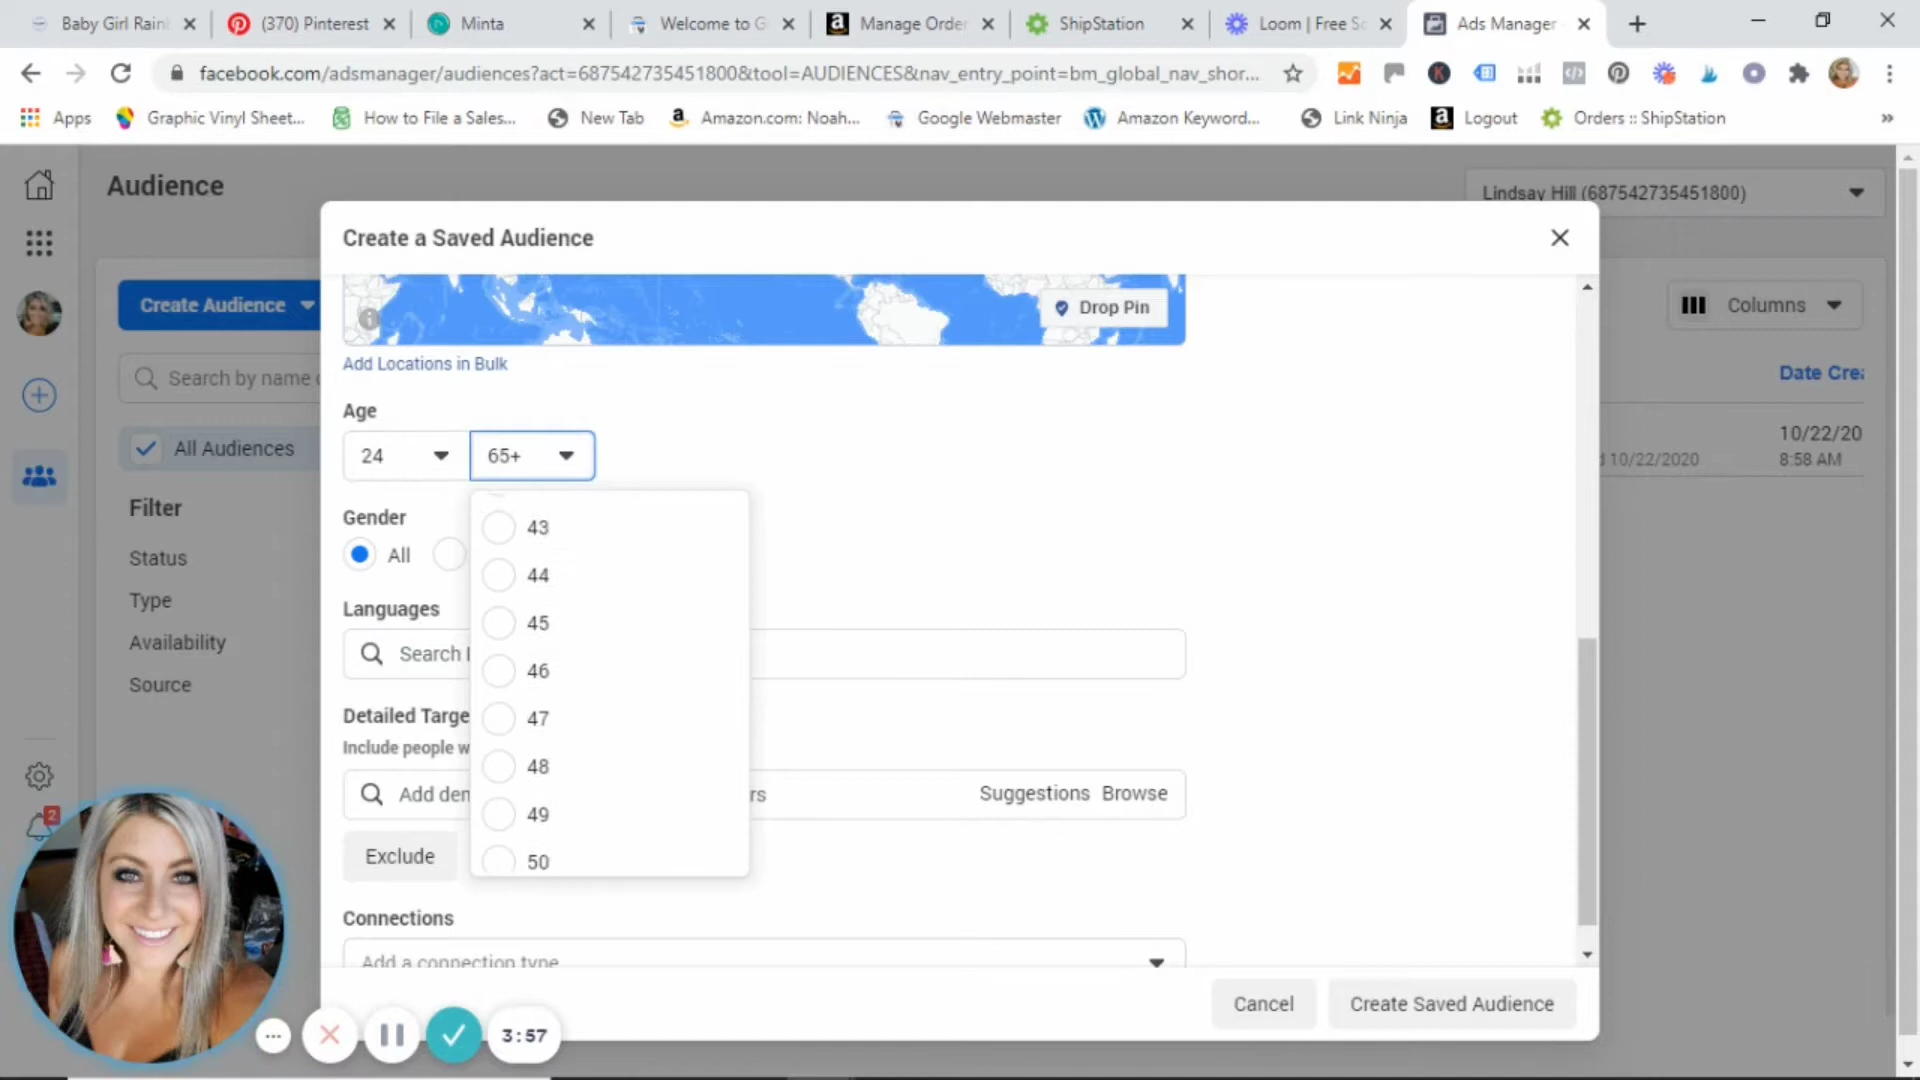 Baby Girl Rain
(370) Pinterest
Minta
Welcome to G
Manage Order
ShipStation
Loom | Free Sc
Ads Manager
facebook.com/adsmanager/audiences?act=687542735451800&tool=AUDIENCES&nav_entry_point=bm_global_nav_shor...
Apps
Graphic Vinyl Sheet...
How to File a Sales...
New Tab
Amazon.com: Noah...
Google Webmaster
Amazon Keyword...
Link Ninja
Logout
Orders :: ShipStation
»
Audience
Lindsay Hill (687542735451800)
Create a Saved Audience
Create Audience
Drop Pin
Columns
Add Locations in Bulk
Search by name
Date Crea
Age
24
65+
10/22/20
All Audiences
10/22/2020
8:58 AM
Filter
Gender
All
43
Status
44
Type
Languages
45
Availability
Search
46
Source
47
Detailed Targe
Include people w
48
Add dem
rs
Suggestions
Browse
49
2
Exclude
50
Connections
Add a connection type
Cancel
Create Saved Audience
3:57